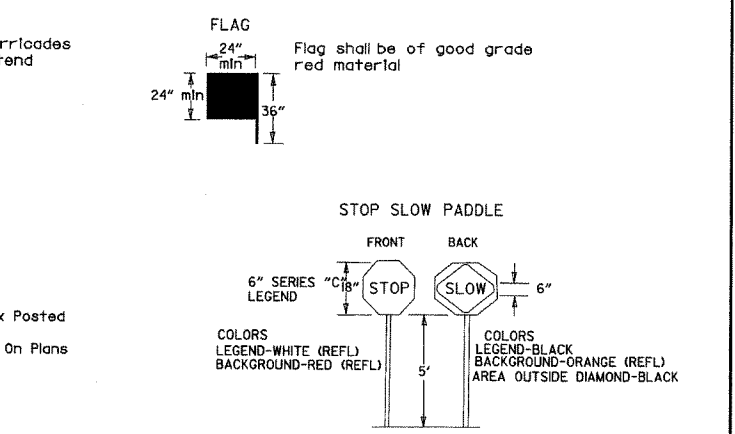 FLAG
rricades
rend
24"
min
Flag shall be of good grade
red material
24" min
36"
STOP SLOW PADDLE
FRONT BACK
6" SERIES "C"
LEGEND
18"
STOP
SLOW
6"
x Posted
On Plans
COLORS
LEGEND-WHITE (REFL)
BACKGROUND-RED (REFL)
5'
COLORS
LEGEND-BLACK
BACKGROUND-ORANGE (REFL)
AREA OUTSIDE DIAMOND-BLACK